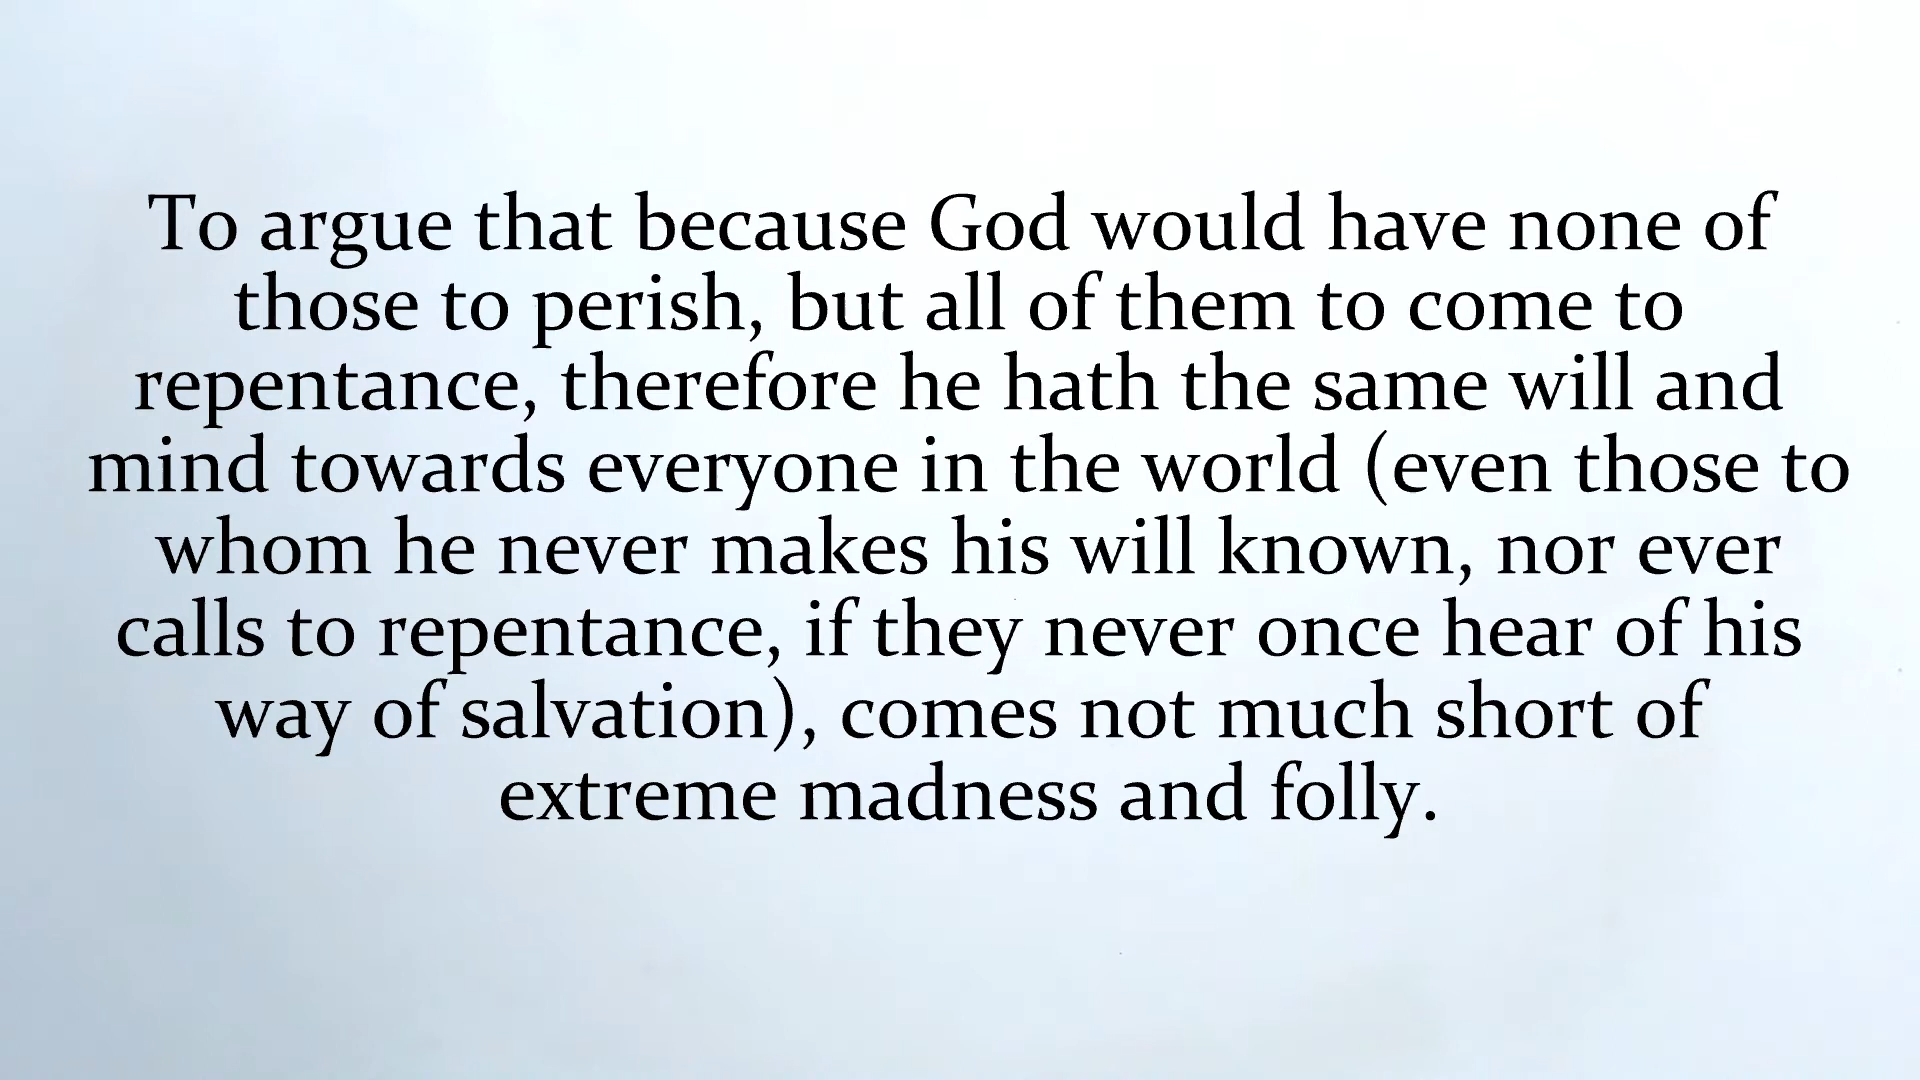 To argue that because God would have none of
those to perish, but all of them to come to
repentance, therefore he hath the same will and
mind towards everyone in the world (even those to
whom he never makes his will known, nor ever
calls to repentance, if they never once hear of his
way of salvation), comes not much short of
extreme madness and folly.